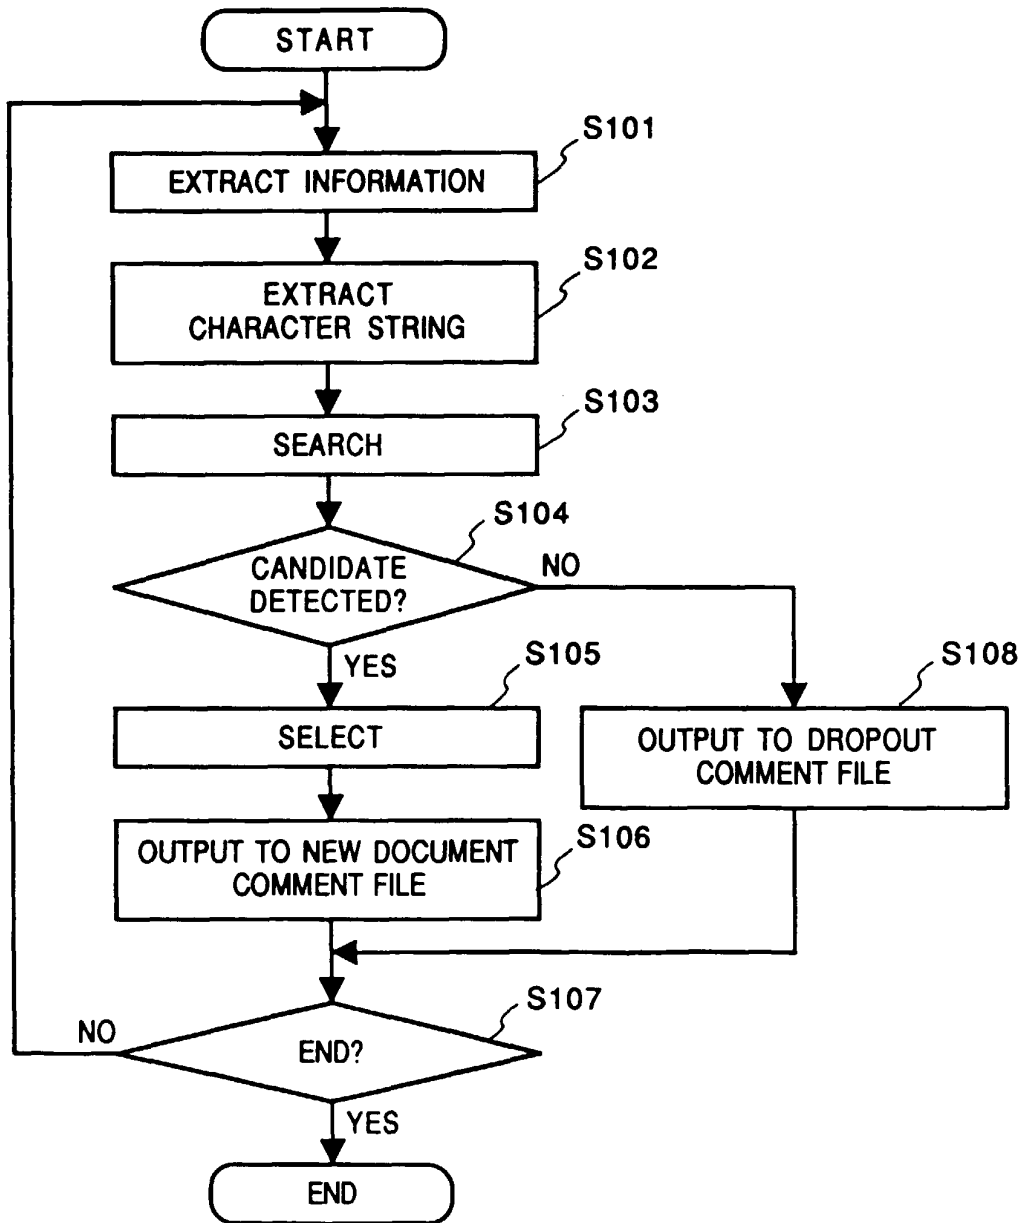 START
S101
EXTRACT INFORMATION
S102
EXTRACT
CHARACTER STRING
S103
SEARCH
S104
CANDIDATE
DETECTED?
NO
YES
S105
SELECT
S108
OUTPUT TO DROPOUT
COMMENT FILE
S106
OUTPUT TO NEW DOCUMENT
COMMENT FILE
S107
END?
NO
YES
END